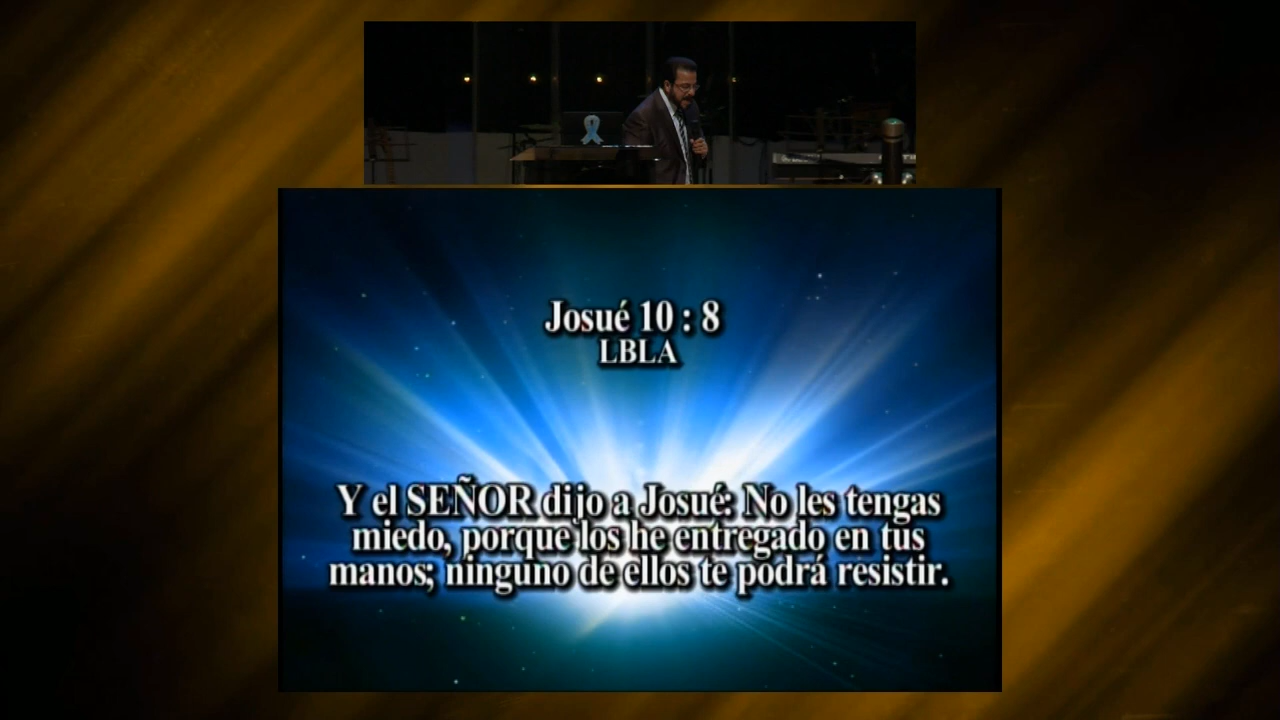 Josué 10 : 8
LBLA
Y el SEÑOR dijo a Josué: No les tengas
miedo, porque los he entregado en tus
manos; ninguno de ellos te podrá resistir.